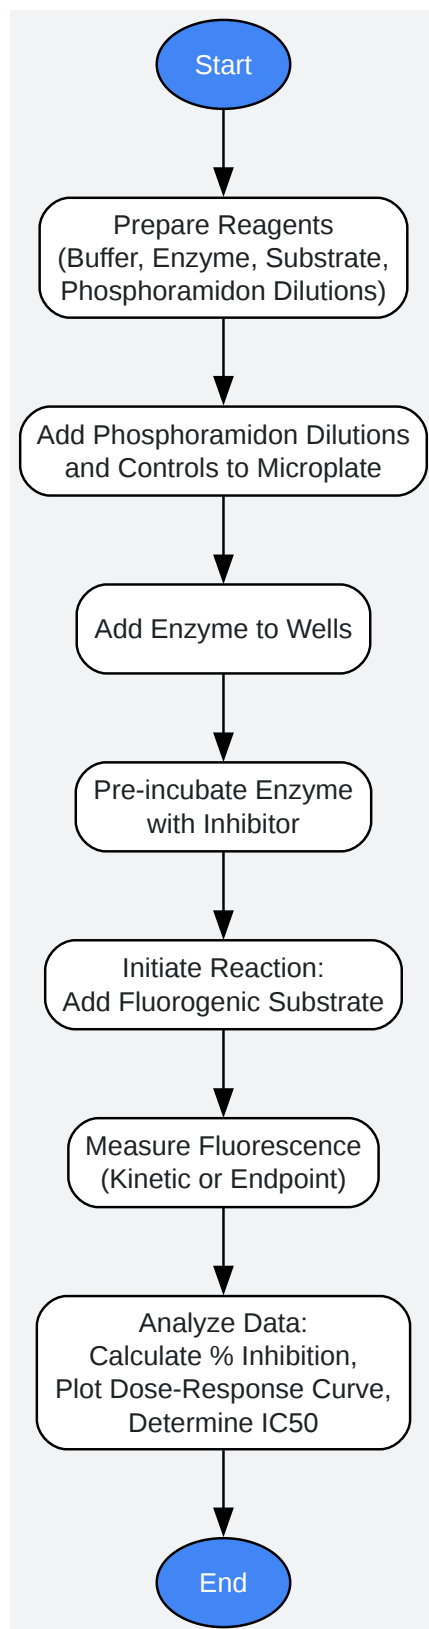 Start
Prepare Reagents
(Buffer, Enzyme, Substrate,
Phosphoramidon Dilutions)
Add Phosphoramidon Dilutions
and Controls to Microplate
Add Enzyme to Wells
Pre-incubate Enzyme
with Inhibitor
Initiate Reaction:
Add Fluorogenic Substrate
Measure Fluorescence
(Kinetic or Endpoint)
Analyze Data:
Calculate % Inhibition,
Plot Dose-Response Curve,
Determine IC50
End